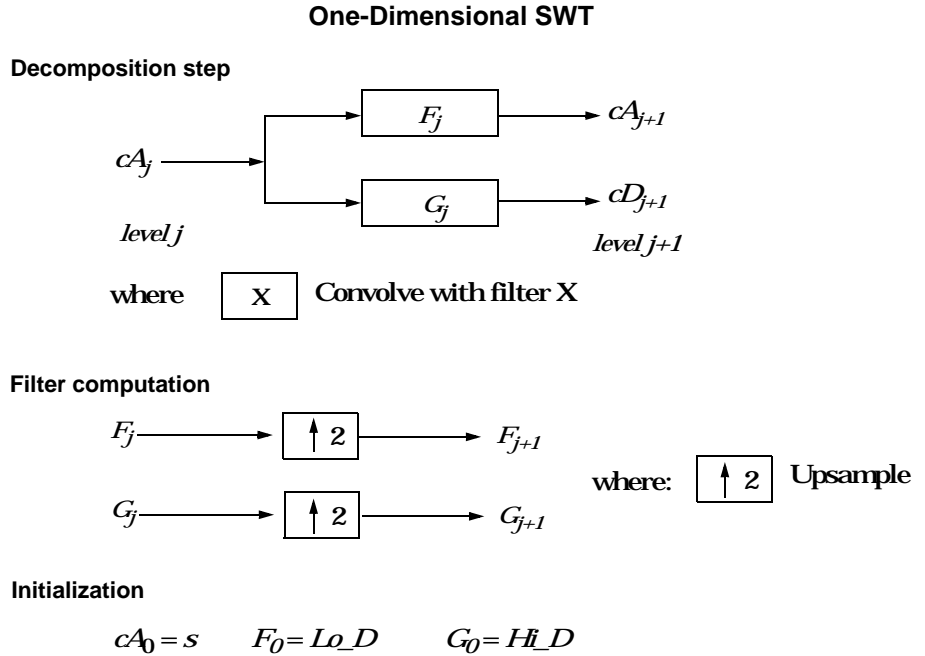 One-Dimensional SWT
Decomposition step
F_j
cA_{j+1}
cA_j
G_j
cD_{j+1}
level j
level j+1
where X Convolve with filter X
Filter computation
F_j ↑ 2 F_{j+1}
where: ↑ 2 Upsample
G_j ↑ 2 G_{j+1}
Initialization
cA_0 = s F_0 = Lo_D G_0 = Hi_D